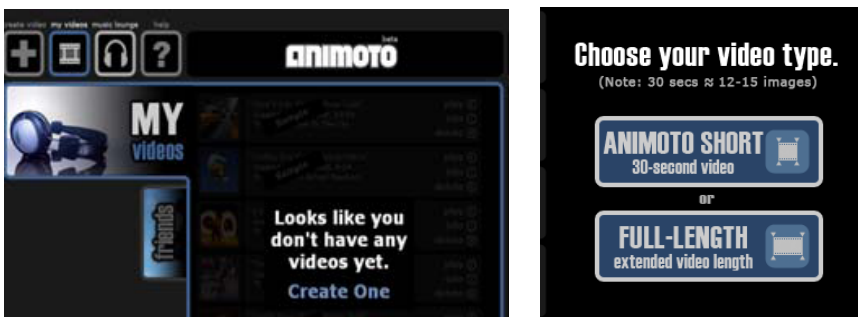 create video my videos music lounge help
beta
animoto
MY
videos
Sample
Sample
friends
Looks like you
don't have any
videos yet.
Create One
Choose your video type.
(Note: 30 secs ≈ 12-15 images)
ANIMOTO SHORT
30-second video
or
FULL-LENGTH
extended video length